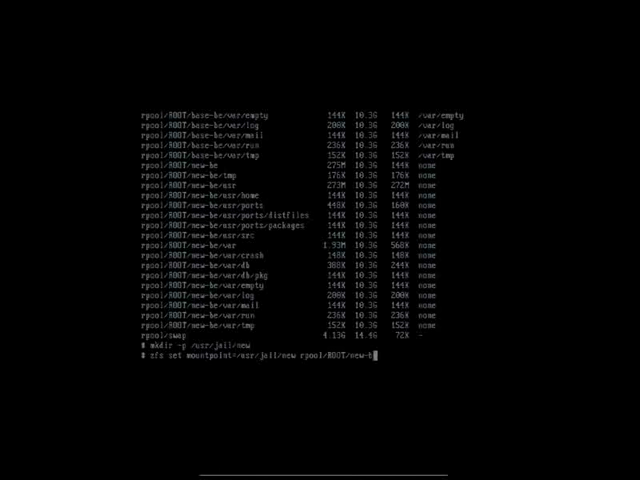 rpool/ROOT/base-be/var/empty 144K 10.3G 144K /var/empty
rpool/ROOT/base-be/var/log 200K 10.3G 200K /var/log
rpool/ROOT/base-be/var/mail 144K 10.3G 144K /var/mail
rpool/ROOT/base-be/var/run 236K 10.3G 236K /var/run
rpool/ROOT/base-be/var/tmp 152K 10.3G 152K /var/tmp
rpool/ROOT/new-be 275M 10.3G 144K none
rpool/ROOT/new-be/tmp 176K 10.3G 176K none
rpool/ROOT/new-be/usr 273M 10.3G 272M none
rpool/ROOT/new-be/usr/home 144K 10.3G 144K none
rpool/ROOT/new-be/usr/ports 448K 10.3G 160K none
rpool/ROOT/new-be/usr/ports/distfiles 144K 10.3G 144K none
rpool/ROOT/new-be/usr/ports/packages 144K 10.3G 144K none
rpool/ROOT/new-be/usr/src 144K 10.3G 144K none
rpool/ROOT/new-be/var 1.93M 10.3G 568K none
rpool/ROOT/new-be/var/crash 148K 10.3G 148K none
rpool/ROOT/new-be/var/db 388K 10.3G 244K none
rpool/ROOT/new-be/var/db/pkg 144K 10.3G 144K none
rpool/ROOT/new-be/var/empty 144K 10.3G 144K none
rpool/ROOT/new-be/var/log 200K 10.3G 200K none
rpool/ROOT/new-be/var/mail 144K 10.3G 144K none
rpool/ROOT/new-be/var/run 236K 10.3G 236K none
rpool/ROOT/new-be/var/tmp 152K 10.3G 152K none
rpool/swap 4.13G 14.4G 72K -
# mkdir -p /usr/jail/new
# zfs set mountpoint=/usr/jail/new rpool/ROOT/new-b